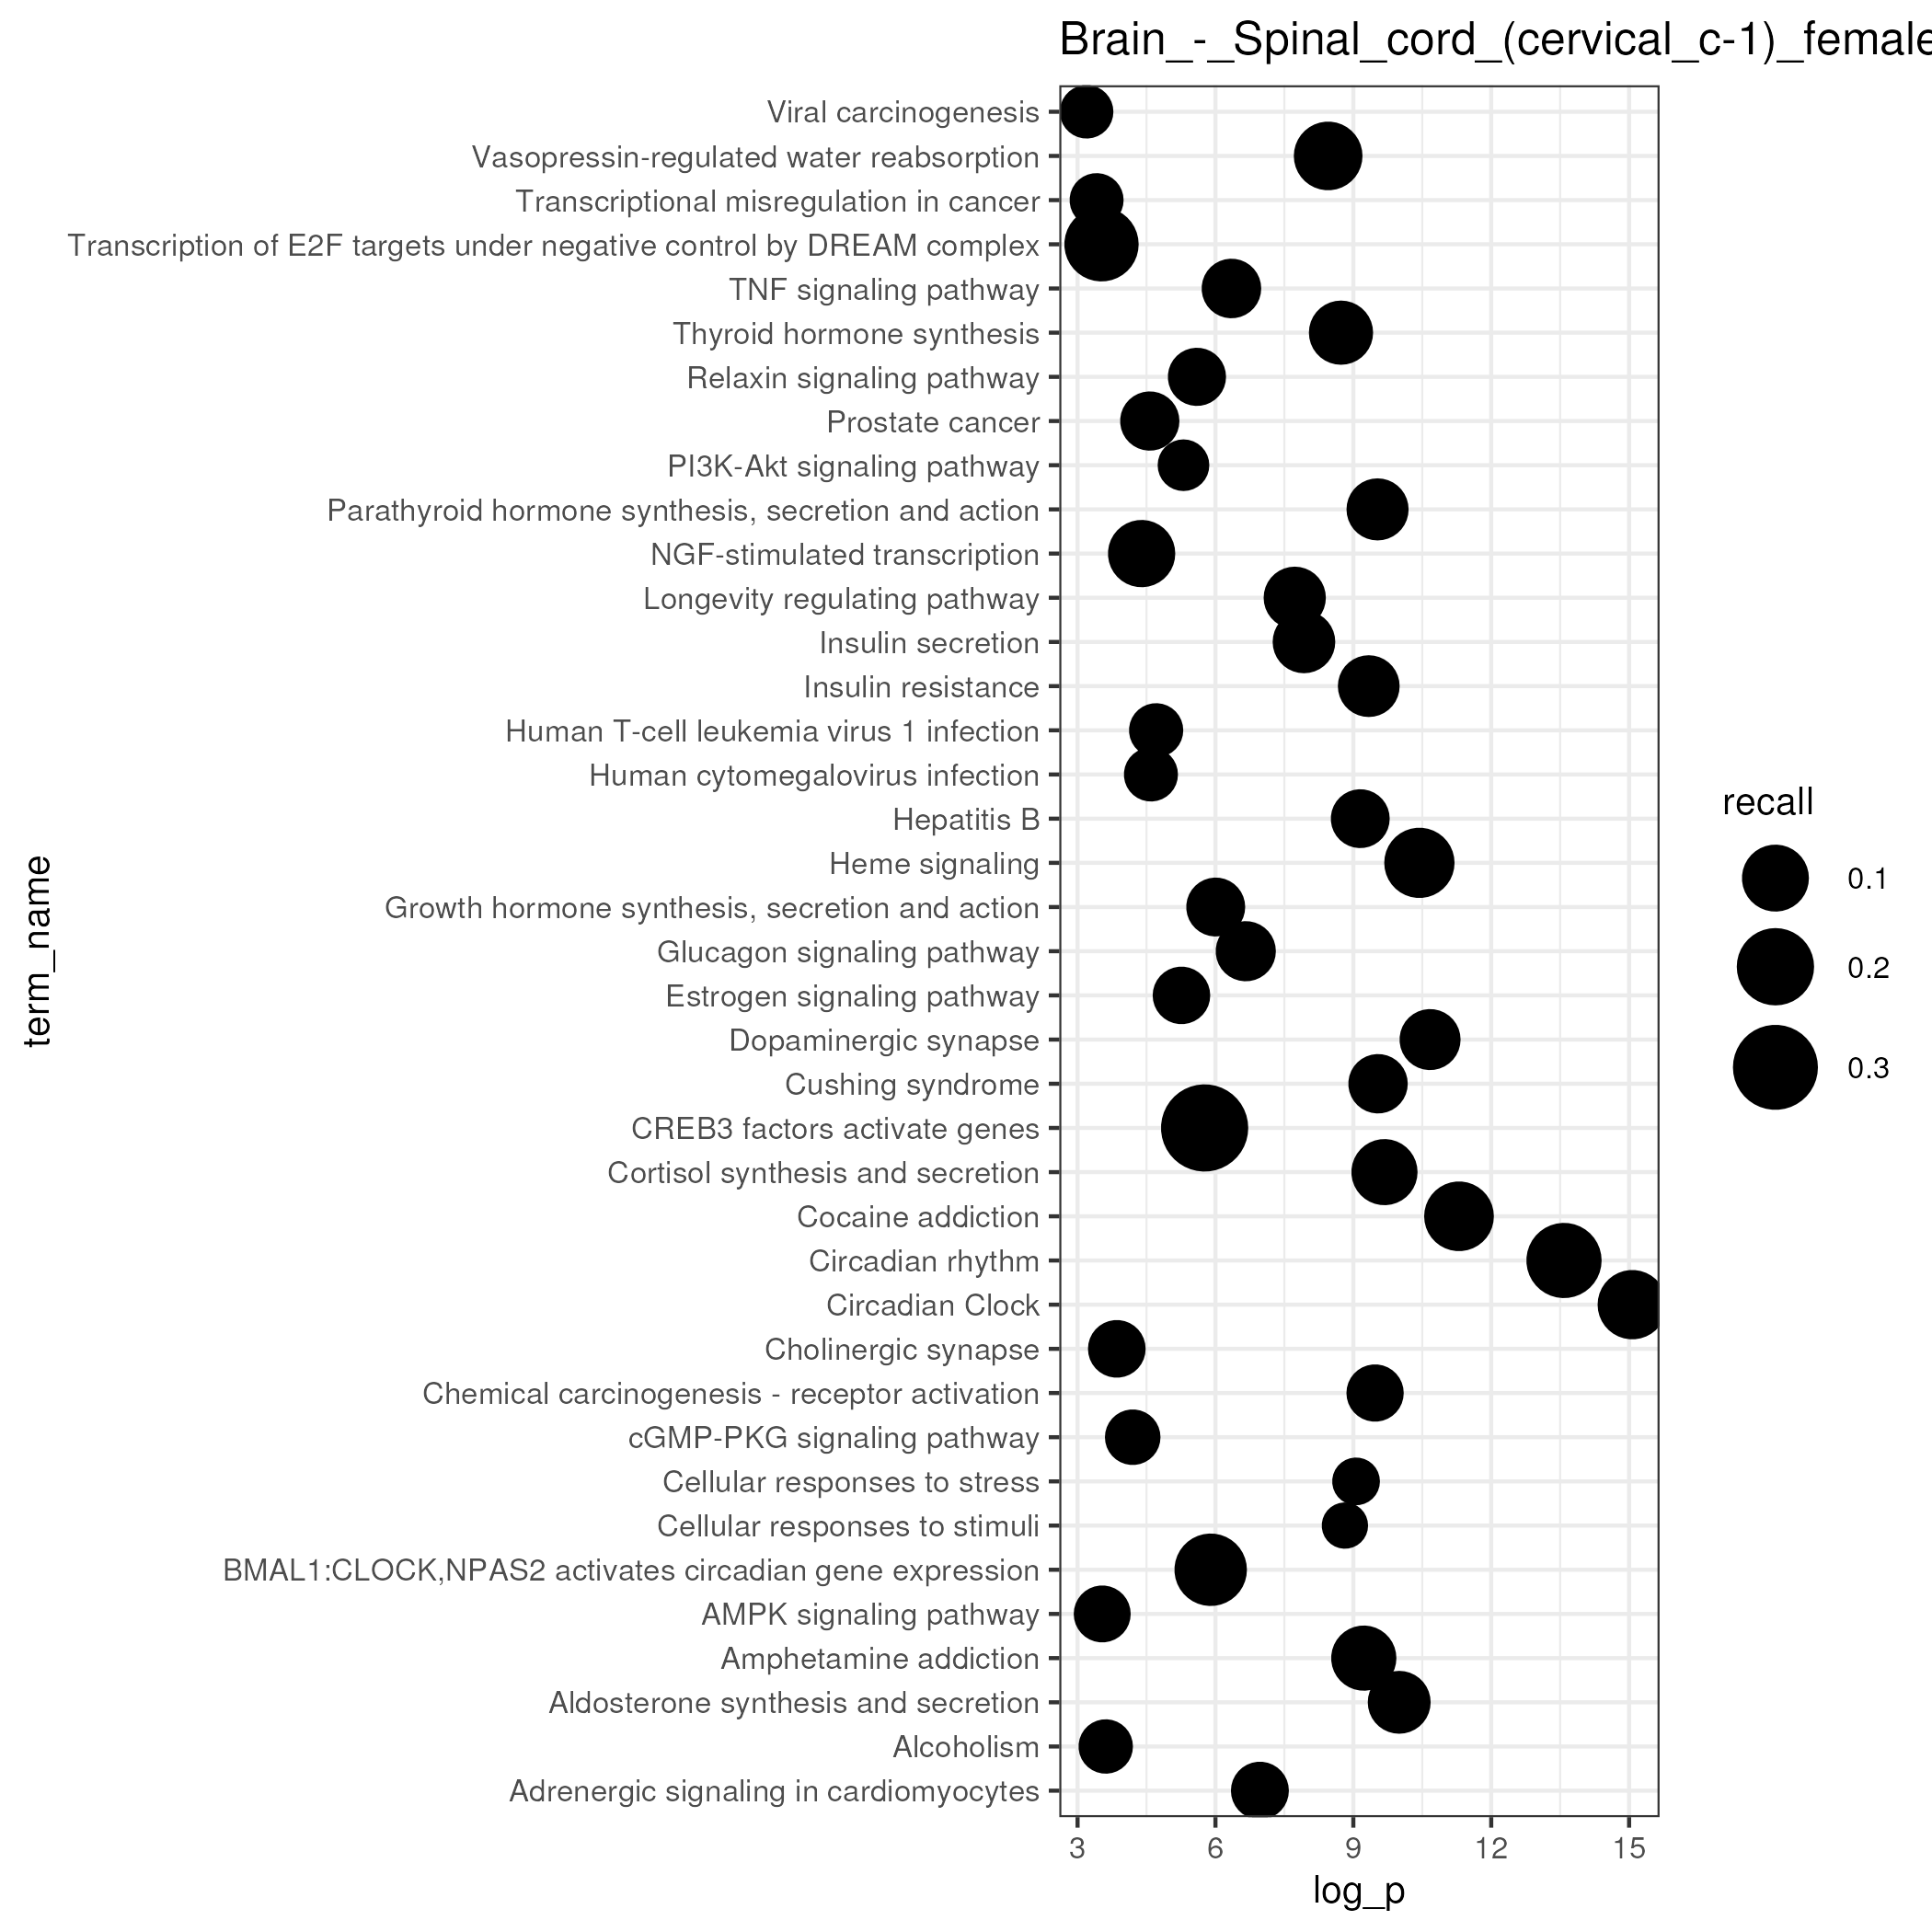 Brain_-_Spinal_cord_(cervical_c-1)_female
Viral carcinogenesis
Vasopressin-regulated water reabsorption
Transcriptional misregulation in cancer
Transcription of E2F targets under negative control by DREAM complex
TNF signaling pathway
Thyroid hormone synthesis
Relaxin signaling pathway
Prostate cancer
PI3K-Akt signaling pathway
Parathyroid hormone synthesis, secretion and action
NGF-stimulated transcription
Longevity regulating pathway
Insulin secretion
Insulin resistance
Human T-cell leukemia virus 1 infection
Human cytomegalovirus infection
Hepatitis B
Heme signaling
Growth hormone synthesis, secretion and action
Glucagon signaling pathway
Estrogen signaling pathway
Dopaminergic synapse
Cushing syndrome
CREB3 factors activate genes
Cortisol synthesis and secretion
Cocaine addiction
Circadian rhythm
Circadian Clock
Cholinergic synapse
Chemical carcinogenesis - receptor activation
cGMP-PKG signaling pathway
Cellular responses to stress
Cellular responses to stimuli
BMAL1:CLOCK,NPAS2 activates circadian gene expression
AMPK signaling pathway
Amphetamine addiction
Aldosterone synthesis and secretion
Alcoholism
Adrenergic signaling in cardiomyocytes
term_name
3 6 9 12 15
log_p
recall
0.1
0.2
0.3